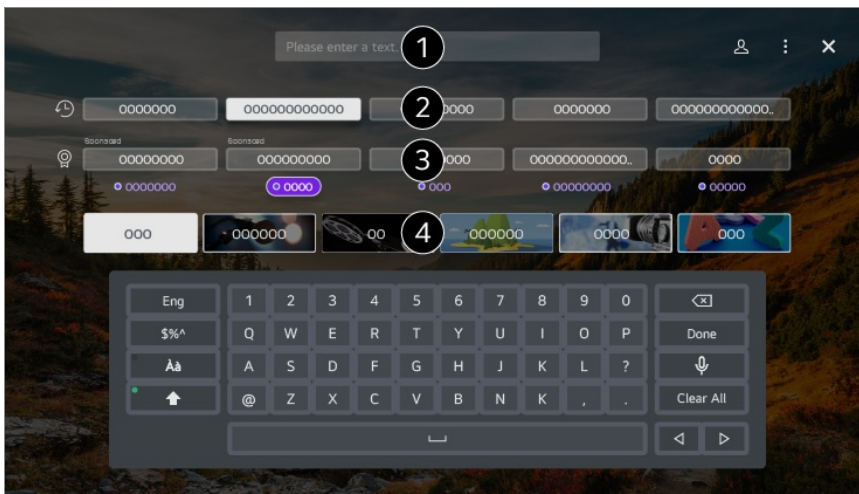 Please enter a text. 1
0000000 000000000000 2 0000 0000000 000000000000..
Sponsored Sponsored
00000000 000000000 3 000 000000000000.. 0000
0000000 0000 000 00000000 00000
000 000000 00 4 000000 0000 000
Eng 1 2 3 4 5 6 7 8 9 0
$%^ Q W E R T Y U I O P Done
Àà A S D F G H J K L ?
@ Z X C V B N K , . Clear All